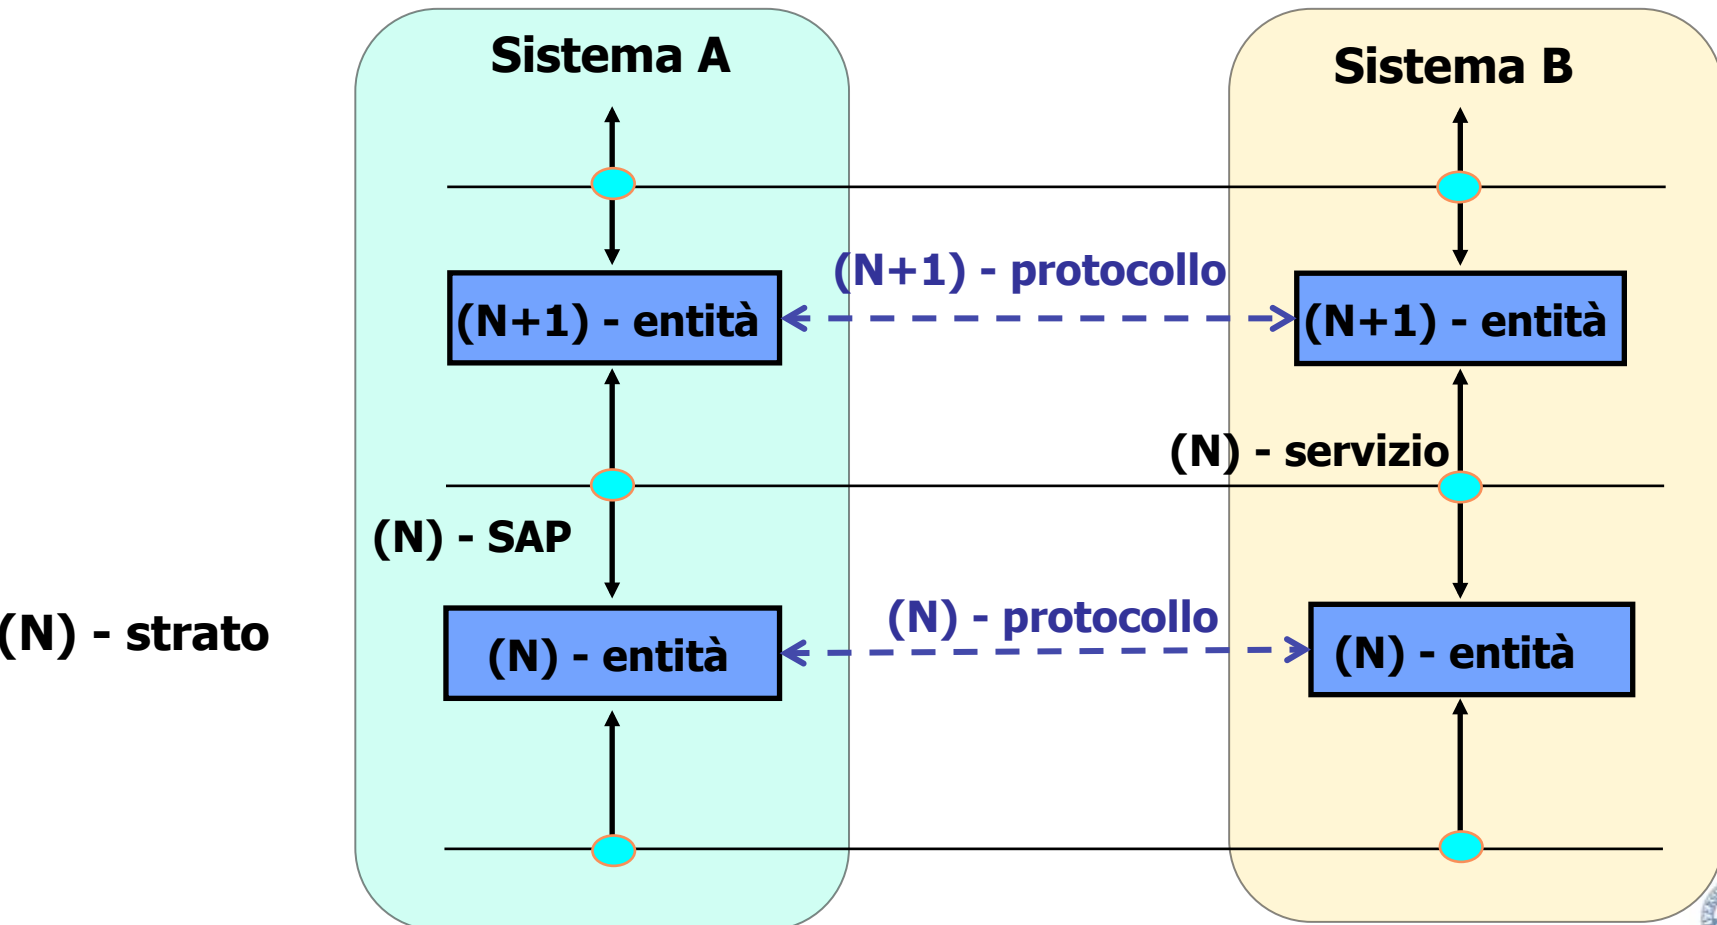 Sistema A
Sistema B
(N+1) - protocollo
(N+1) - entità
(N+1) - entità
(N) - servizio
(N) - SAP
(N) - protocollo
(N) - strato
(N) - entità
(N) - entità